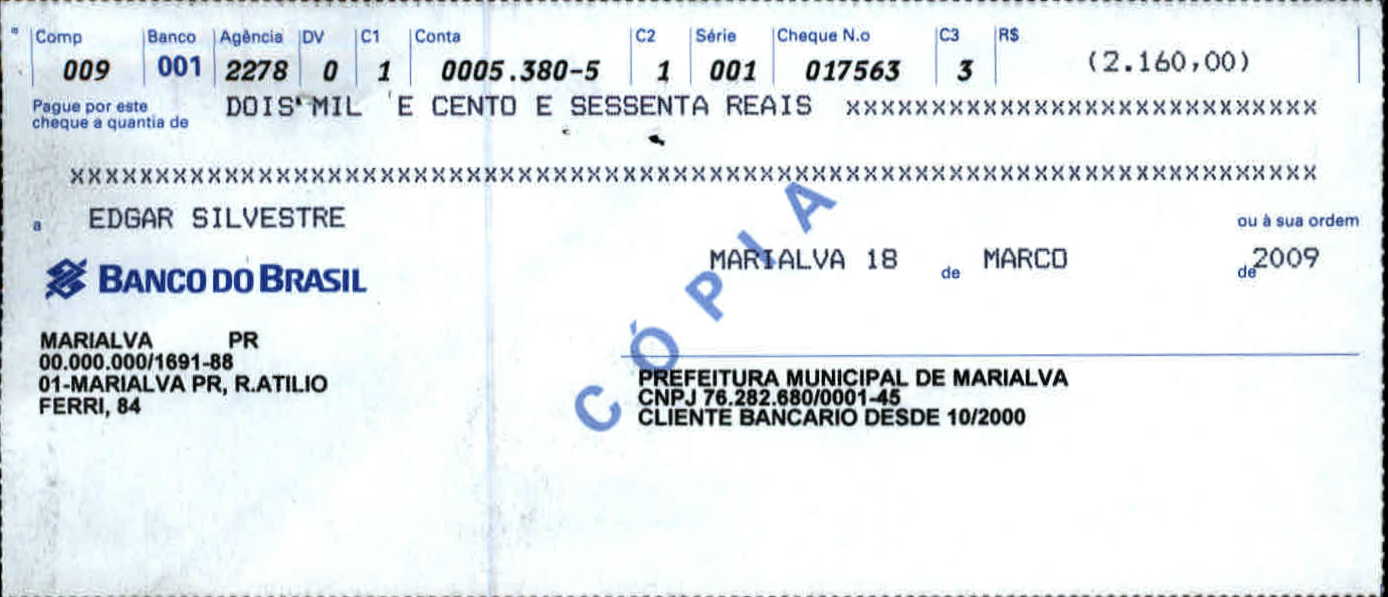 Comp Banco Agência DV C1 Conta C2 Série Cheque N.o C3 R$
009 001 2278 0 1 0005.380-5 1 001 017563 3 (2.160,00)
Pague por este
cheque a quantia de
DOIS MIL E CENTO E SESSENTA REAIS XXXXXXXXXXXXXXXXXXXXXXXXXXX
XXXXXXXXXXXXXXXXXXXXXXXXXXXXXXXXXXXXXXXXXXXXXXXXXXXXXXXXXXXXXXXXXXXXXXXX
a EDGAR SILVESTRE ou à sua ordem
MARIALVA 18 de MARCO de 2009
BANCO DO BRASIL
CÓPIA
MARIALVA PR
00.000.000/1691-88
01-MARIALVA PR, R.ATILIO
FERRI, 84
PREFEITURA MUNICIPAL DE MARIALVA
CNPJ 76.282.680/0001-45
CLIENTE BANCARIO DESDE 10/2000